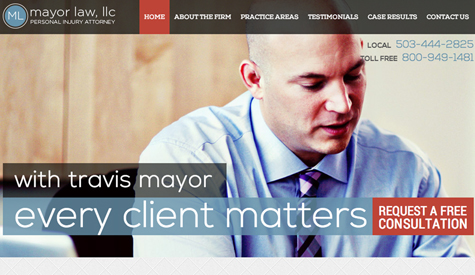 ML
mayor law, llc
PERSONAL INJURY ATTORNEY
HOME ABOUT THE FIRM PRACTICE AREAS TESTIMONIALS CASE RESULTS CONTACT US
LOCAL 503-444-2825
TOLL FREE 800-949-1481
with travis mayor
every client matters
REQUEST A FREE
CONSULTATION